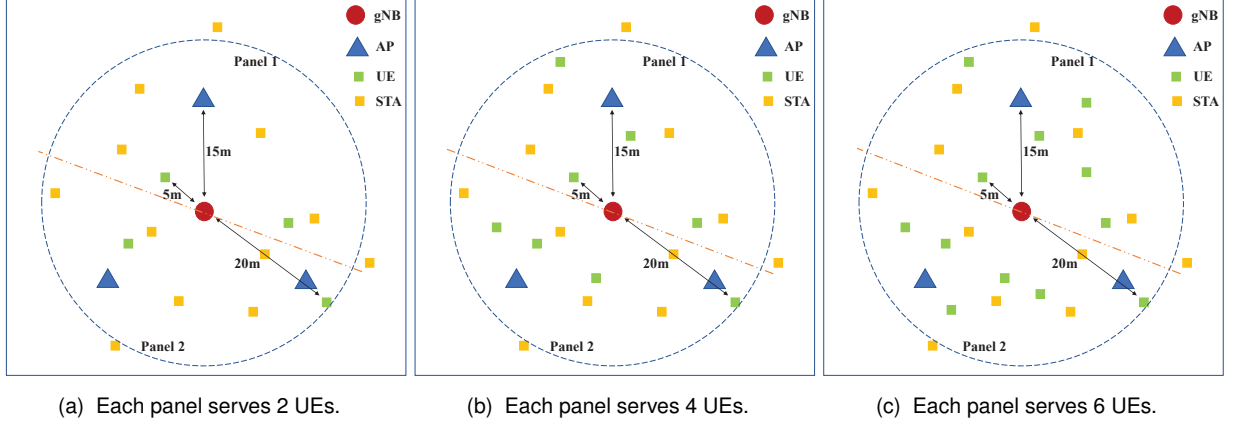 gNB
AP
UE
STA
Panel 1
15m
5m
20m
Panel 2
(a) Each panel serves 2 UEs.
gNB
AP
UE
STA
Panel 1
15m
5m
20m
Panel 2
(b) Each panel serves 4 UEs.
gNB
AP
UE
STA
Panel 1
15m
5m
20m
Panel 2
(c) Each panel serves 6 UEs.